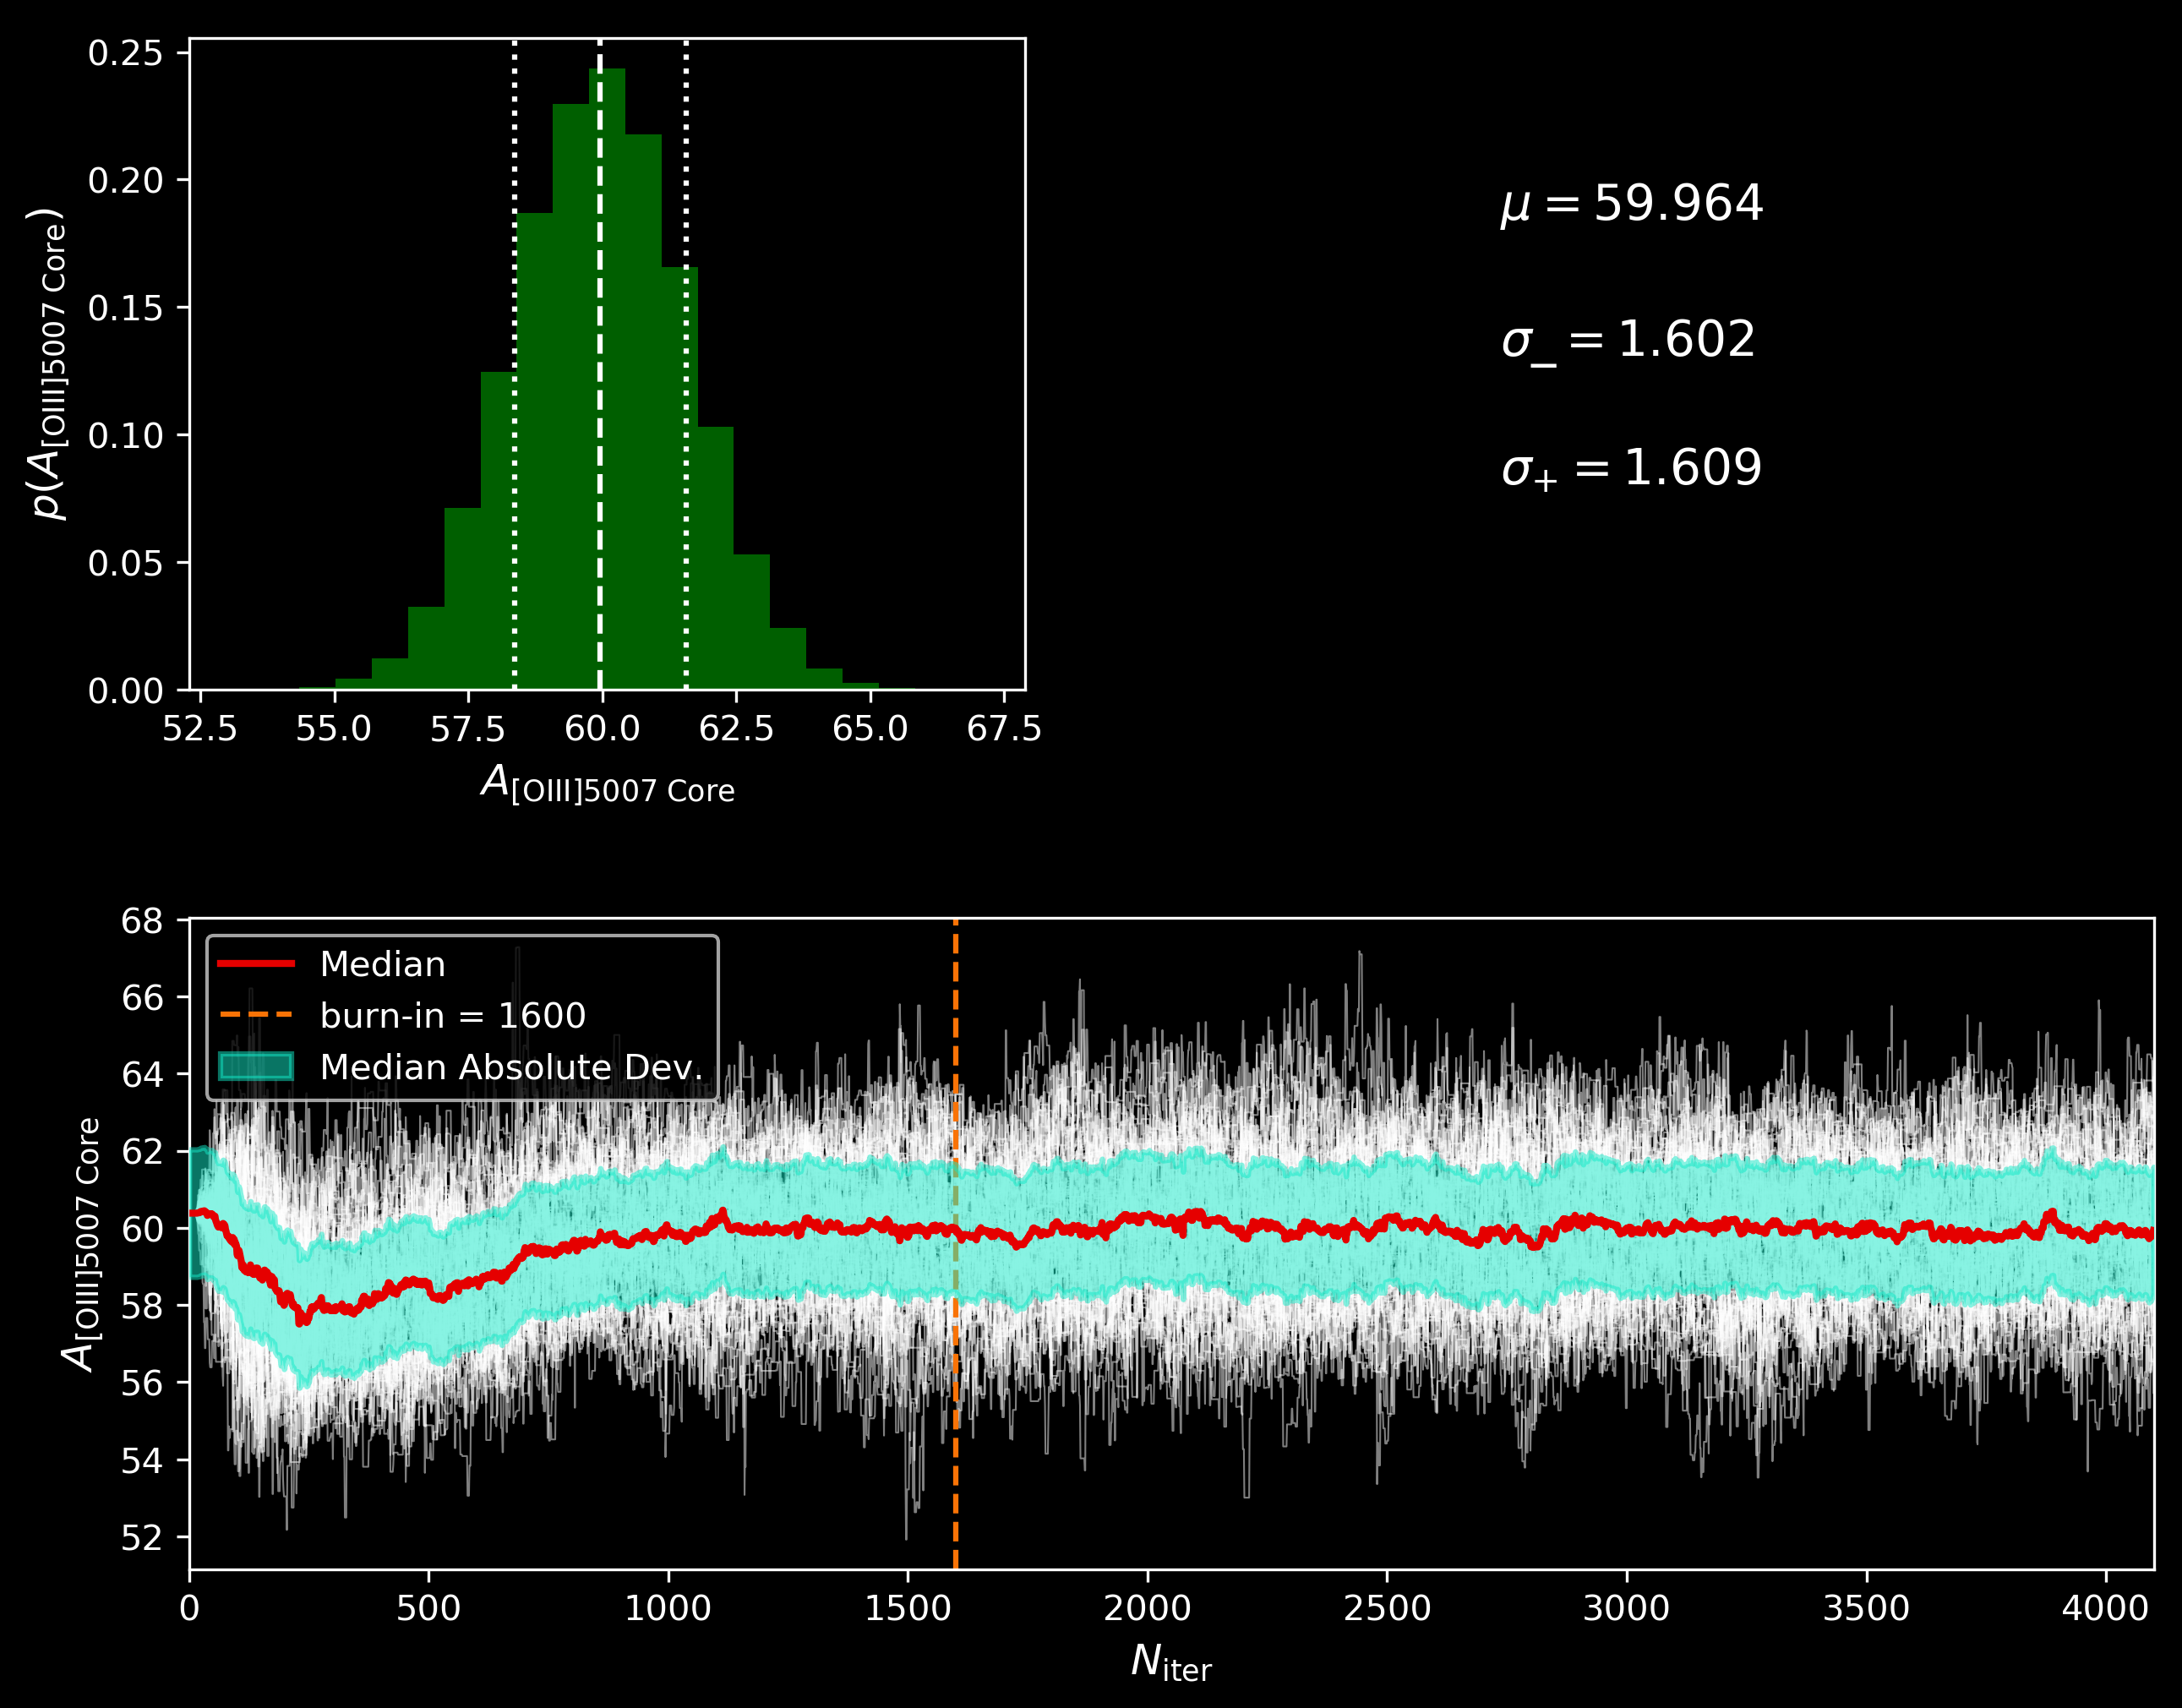 0.25
0.20
0.15
0.10
0.05
0.00
p(A[OIII]5007 Core)
52.5 55.0 57.5 60.0 62.5 65.0 67.5
A[OIII]5007 Core
μ = 59.964
σ− = 1.602
σ+ = 1.609
68
66
64
62
60
58
56
54
52
A[OIII]5007 Core
Median
burn-in = 1600
Median Absolute Dev.
0 500 1000 1500 2000 2500 3000 3500 4000
Niter